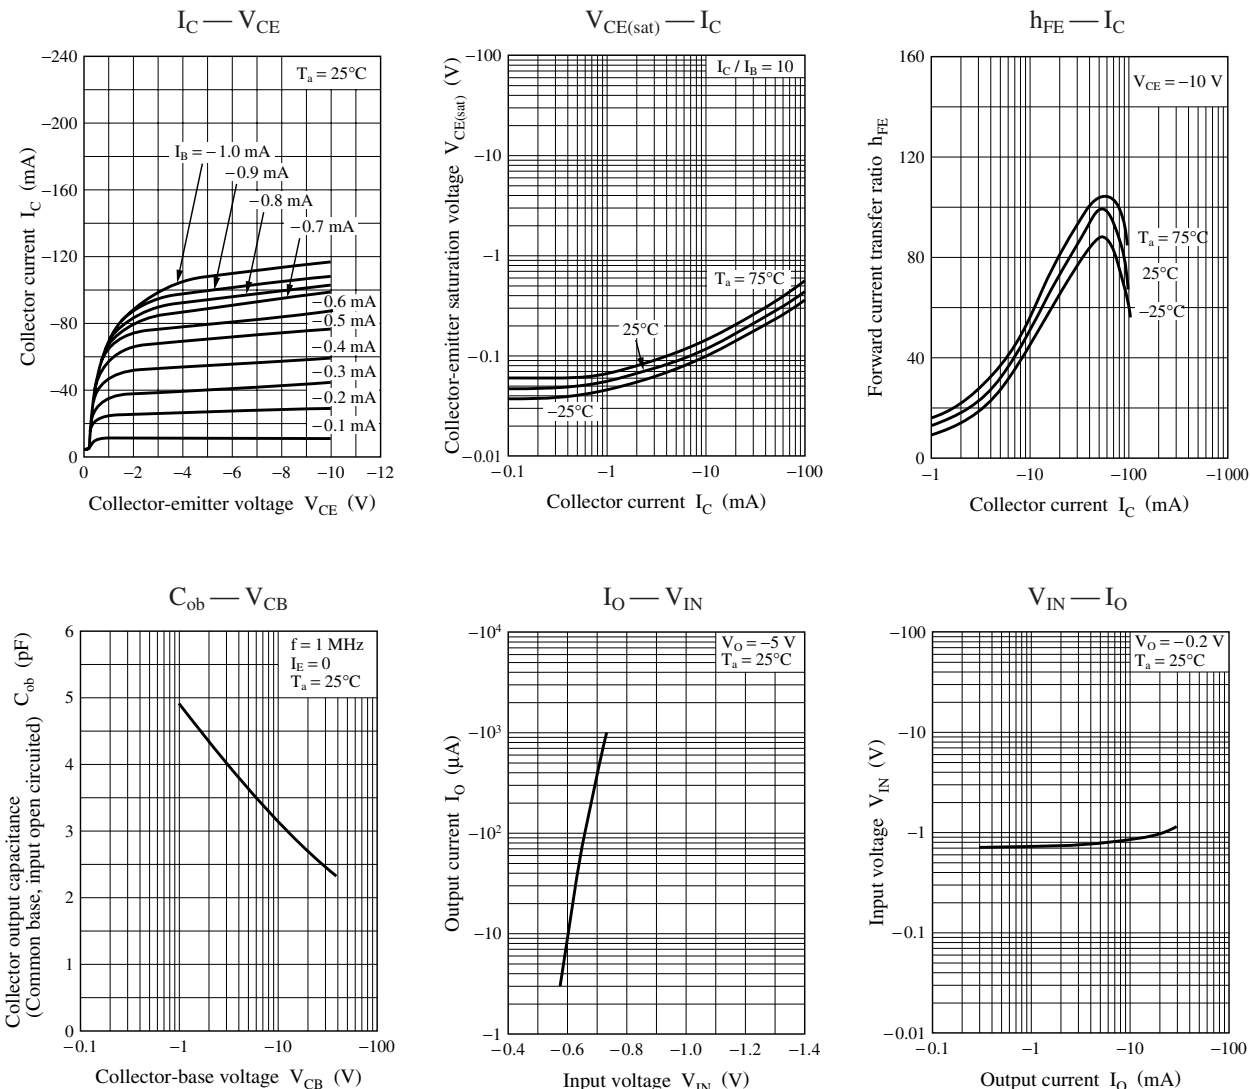 I_C — V_CE
Collector current I_C (mA)
−240
−200
−160
−120
−80
−40
0
T_a = 25°C
I_B = −1.0 mA
−0.9 mA
−0.8 mA
−0.7 mA
−0.6 mA
−0.5 mA
−0.4 mA
−0.3 mA
−0.2 mA
−0.1 mA
0 −2 −4 −6 −8 −10 −12
Collector-emitter voltage V_CE (V)
V_CE(sat) — I_C
Collector-emitter saturation voltage V_CE(sat) (V)
−100
−10
−1
−0.1
−0.01
I_C / I_B = 10
T_a = 75°C
25°C
−25°C
−0.1 −1 −10 −100
Collector current I_C (mA)
h_FE — I_C
Forward current transfer ratio h_FE
160
120
80
40
0
V_CE = −10 V
T_a = 75°C
25°C
−25°C
−1 −10 −100 −1000
Collector current I_C (mA)
C_ob — V_CB
Collector output capacitance C_ob (pF)
(Common base, input open circuited)
6
5
4
3
2
1
0
f = 1 MHz
I_E = 0
T_a = 25°C
−0.1 −1 −10 −100
Collector-base voltage V_CB (V)
I_O — V_IN
Output current I_O (μA)
−10⁴
−10³
−10²
−10
−1
V_O = −5 V
T_a = 25°C
−0.4 −0.6 −0.8 −1.0 −1.2 −1.4
Input voltage V_IN (V)
V_IN — I_O
Input voltage V_IN (V)
−100
−10
−1
−0.1
−0.01
V_O = −0.2 V
T_a = 25°C
−0.1 −1 −10 −100
Output current I_O (mA)